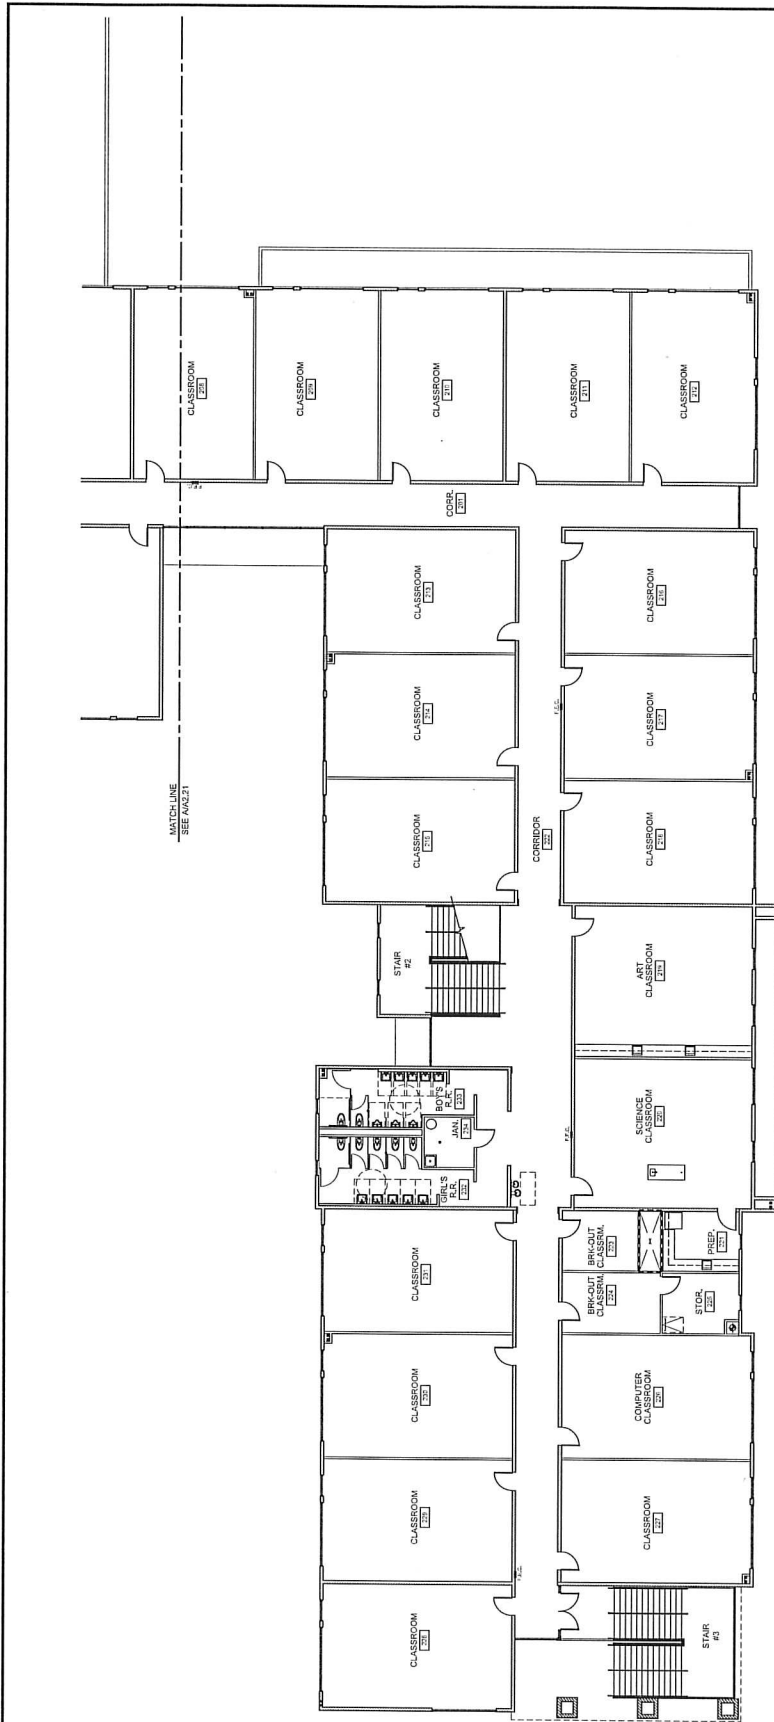 MATCH LINE
SEE A/A2.21
CLASSROOM
208
CLASSROOM
209
CLASSROOM
210
CLASSROOM
211
CLASSROOM
212
CORR.
201
CLASSROOM
213
CLASSROOM
214
CLASSROOM
215
CLASSROOM
216
CLASSROOM
217
CLASSROOM
218
F.E.C.
CORRIDOR
222
STAIR
#2
ART
CLASSROOM
219
SCIENCE
CLASSROOM
220
F.E.C.
BOY'S
R.R.
233
JAN.
234
GIRL'S
R.R.
232
BRK-OUT
CLASSRM.
223
PREP.
221
BRK-OUT
CLASSRM.
224
STOR.
225
CLASSROOM
231
CLASSROOM
230
CLASSROOM
229
CLASSROOM
228
COMPUTER
CLASSROOM
226
CLASSROOM
227
F.E.C.
STAIR
#3